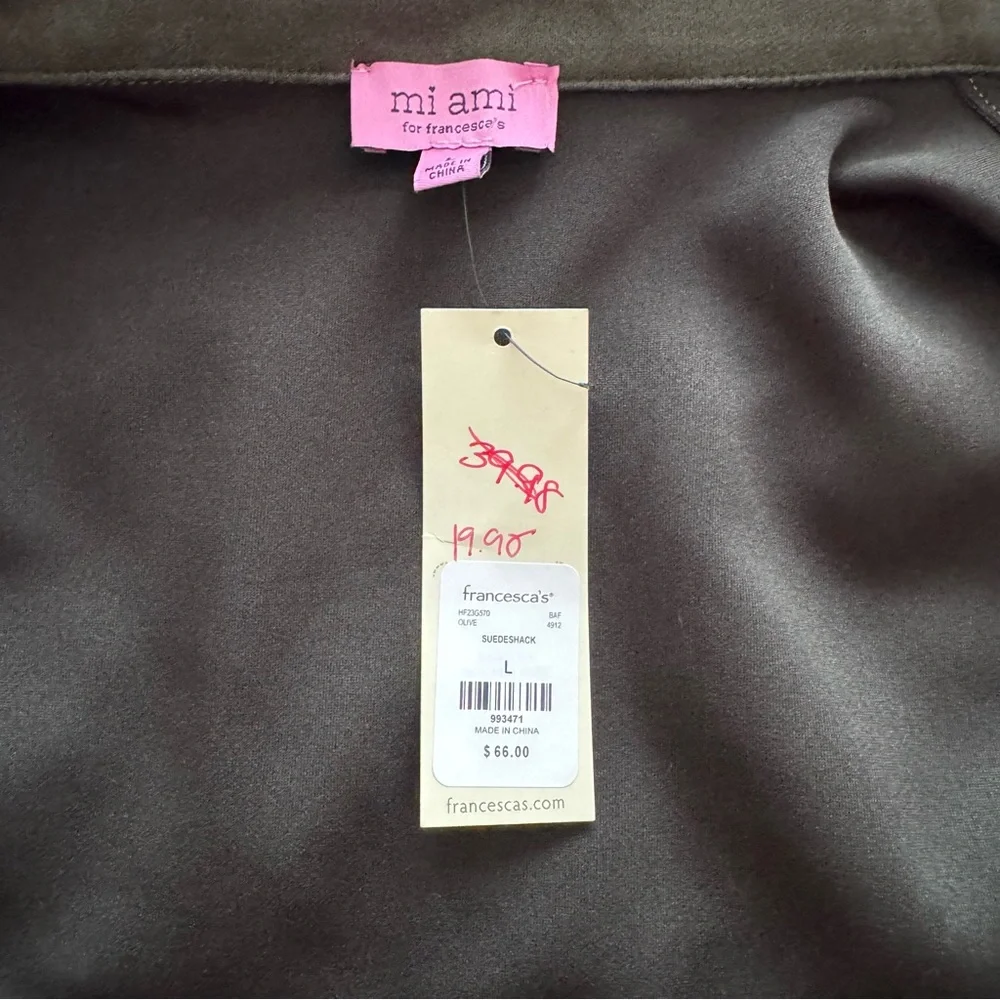 mi ami
for francesca's
MADE IN
CHINA
39.98
19.98
francesca's®
HF23G570 BAF
OLIVE 4912
SUEDESHACK
L
993471
MADE IN CHINA
$ 66.00
francescas.com